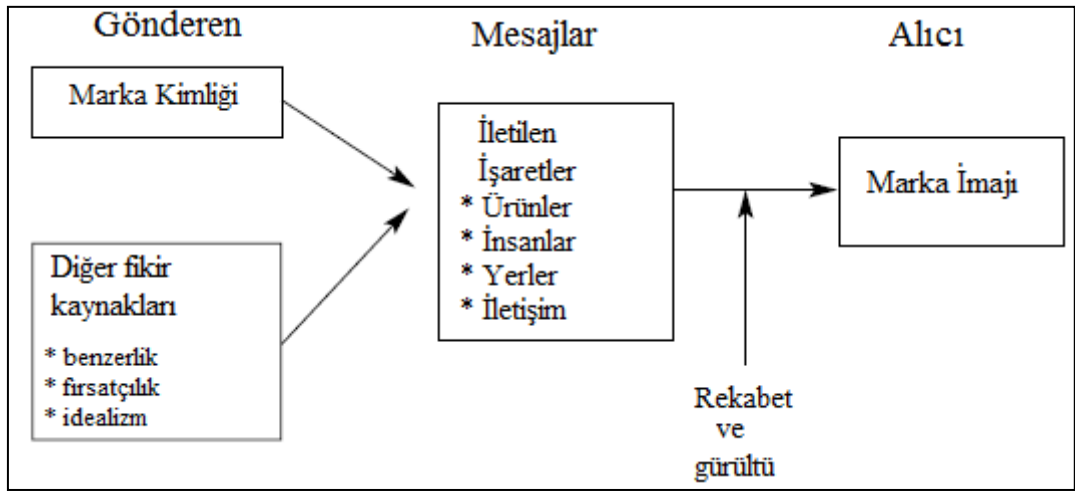 Gönderen
Mesajlar
Alıcı
Marka Kimliği
Diğer fikir
kaynakları
* benzerlik
* fırsatçılık
* idealizm
İletilen
İşaretler
* Ürünler
* İnsanlar
* Yerler
* İletişim
Marka İmajı
Rekabet
ve
gürültü